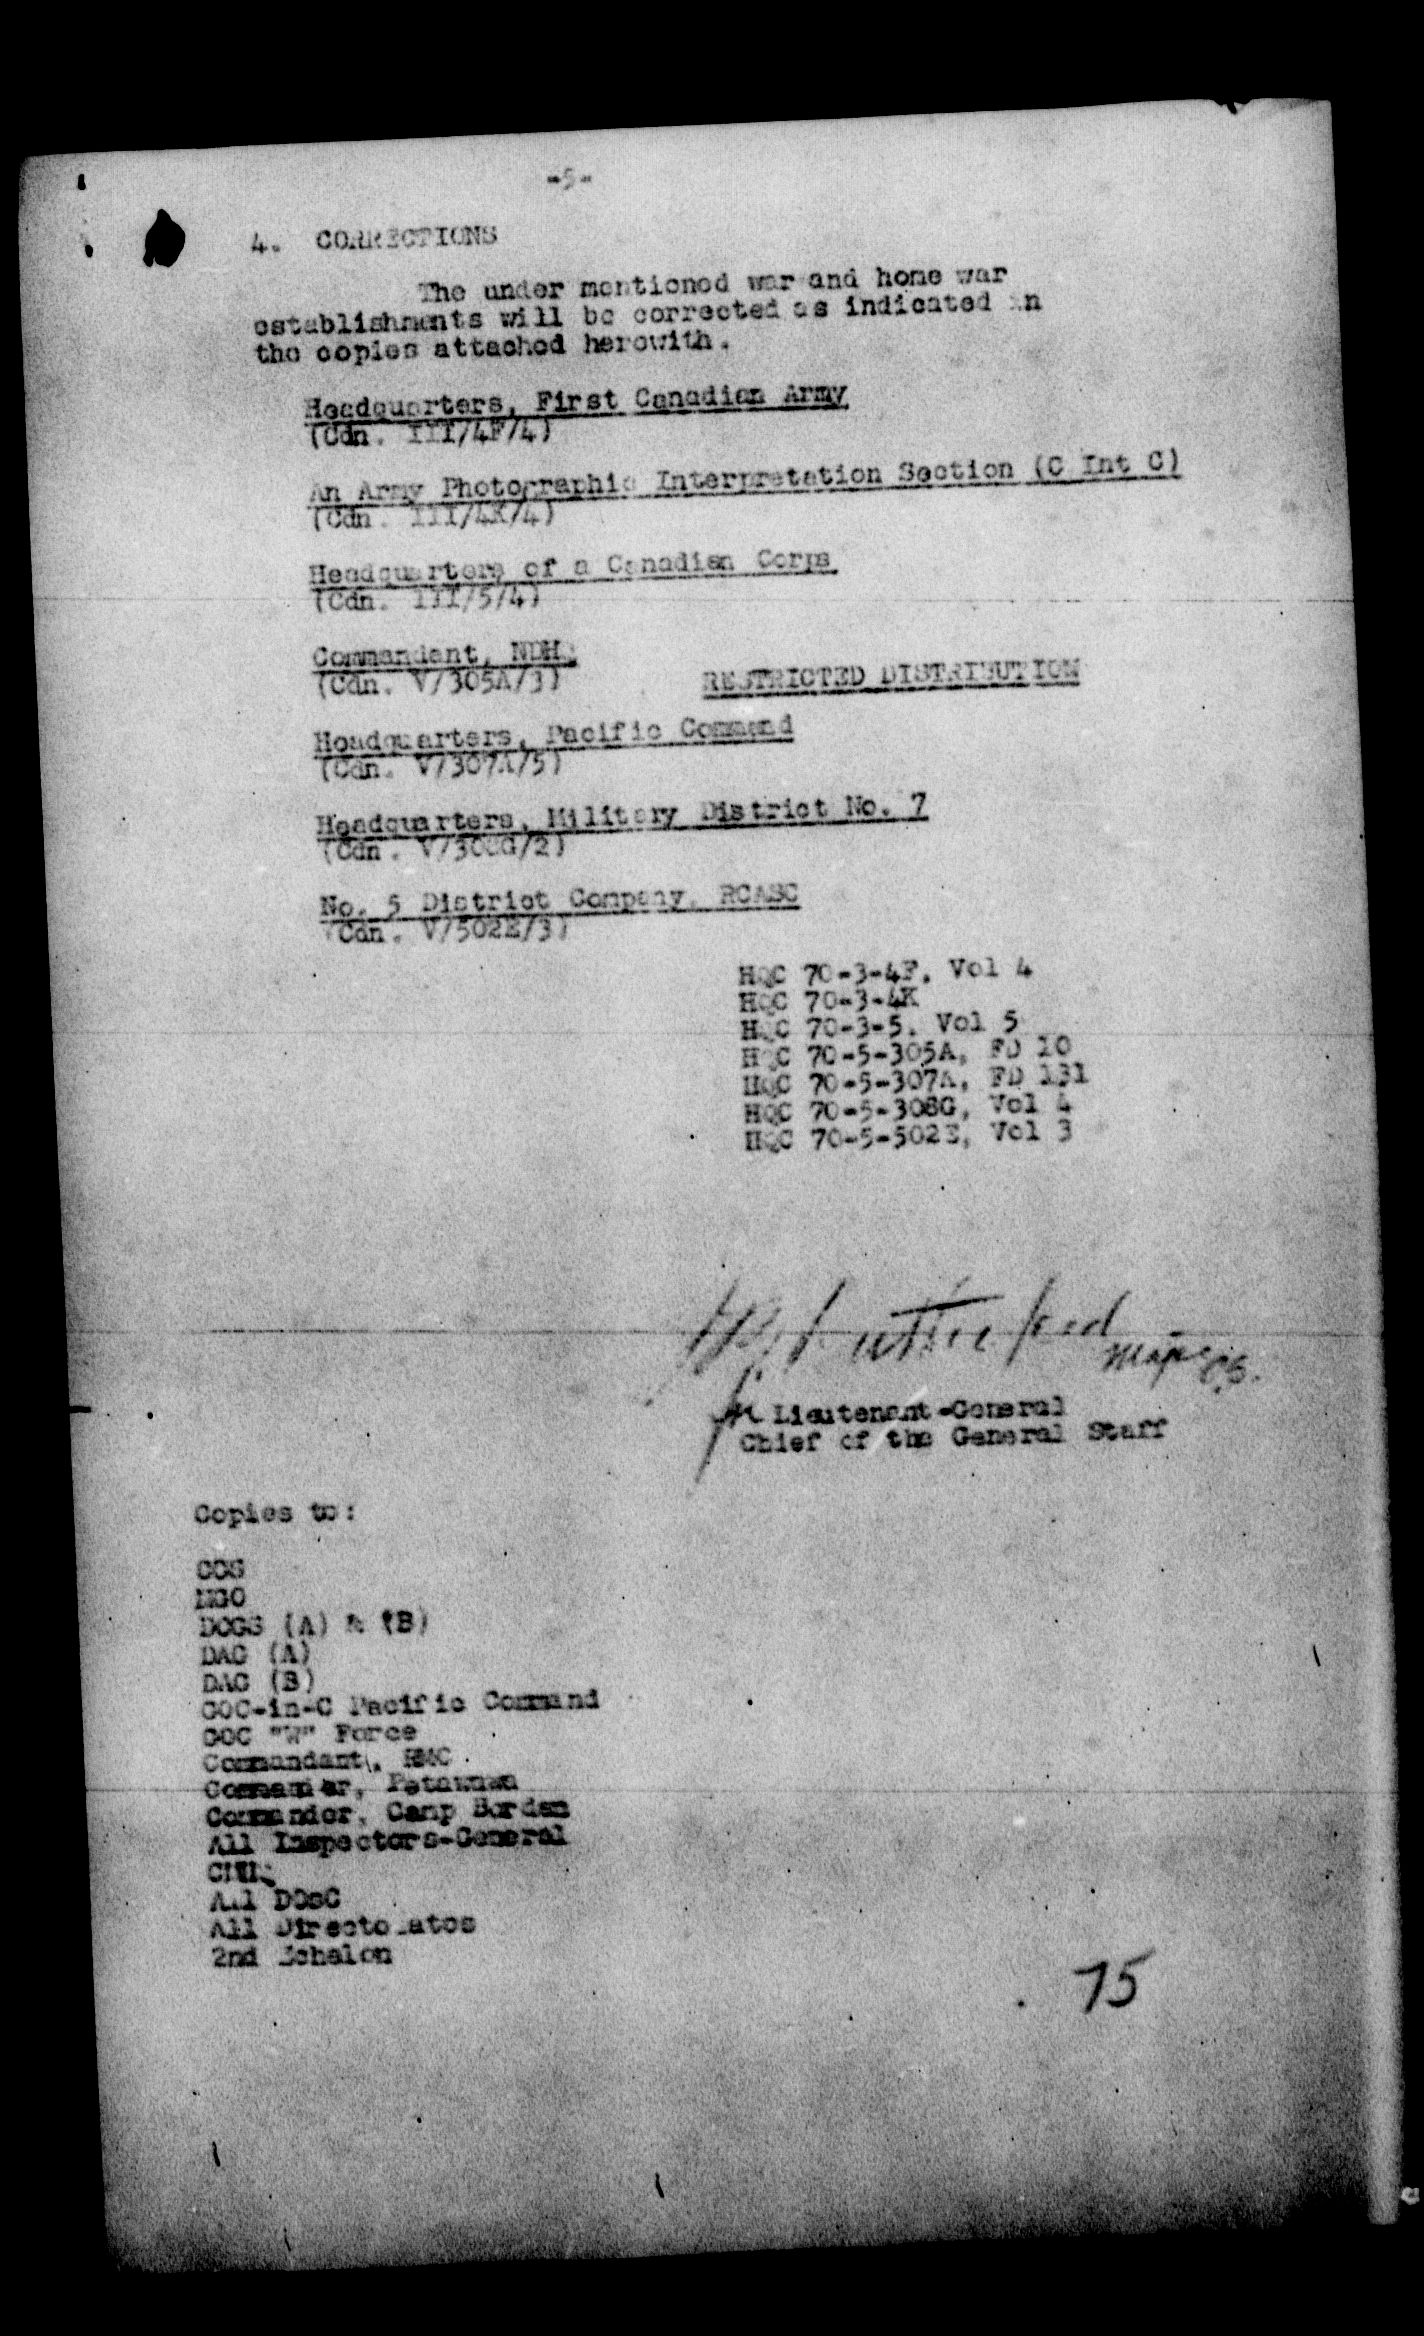 -5-
4. CORRECTIONS
The under mentioned war and home war
establishments will be corrected as indicated in
the copies attached herewith.
Headquarters, First Canadian Army
(Cdn. III/4F/4)
An Army Photographic Interpretation Section (C Int C)
(Cdn. III/4K/4)
Headquarters of a Canadian Corps
(Cdn. III/5/4)
Commandant, NDHQ
(Cdn. V/305A/3)
RESTRICTED DISTRIBUTION
Headquarters, Pacific Command
(Cdn. V/307A/5)
Headquarters, Military District No. 7
(Cdn. V/308G/2)
No. 5 District Company, RCASC
(Cdn. V/502E/3)
HQC 70-3-4F, Vol 4
HQC 70-3-4K
HQC 70-3-5, Vol 5
HQC 70-5-305A, FD 10
HQC 70-5-307A, FD 131
HQC 70-5-308G, Vol 4
HQC 70-5-502E, Vol 3
Major
for Lieutenant-General
Chief of the General Staff
Copies to:
CGS
MGO
DCGS (A) & (B)
DAG (A)
DAG (B)
GOC-in-C Pacific Command
GOC "W" Force
Commandant, RMC
Commander, Petawawa
Commander, Camp Borden
All Inspectors-General
CMHQ
All DOsC
All Directorates
2nd Echelon
75